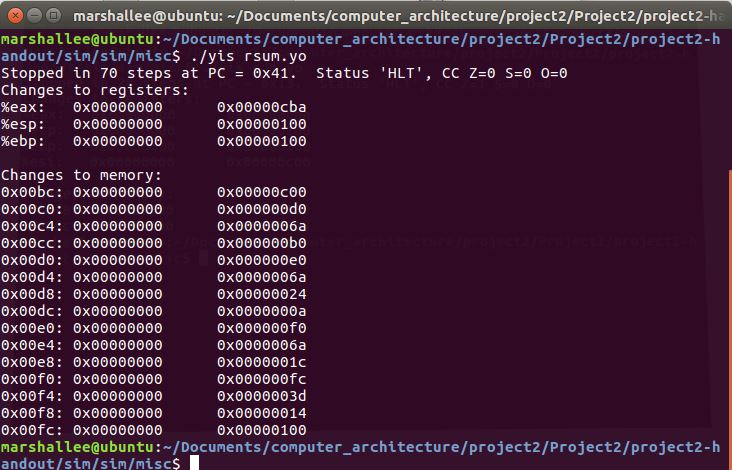 marshallee@ubuntu: ~/Documents/computer_architecture/project2/Project2/project2-ha
marshallee@ubuntu:~/Documents/computer_architecture/project2/Project2/project2-h
andout/sim/sim/misc$ ./yis rsum.yo
Stopped in 70 steps at PC = 0x41.  Status 'HLT', CC Z=0 S=0 O=0
Changes to registers:
%eax:   0x00000000      0x00000cba
%esp:   0x00000000      0x00000100
%ebp:   0x00000000      0x00000100
Changes to memory:
0x00bc: 0x00000000      0x00000c00
0x00c0: 0x00000000      0x000000d0
0x00c4: 0x00000000      0x0000006a
0x00cc: 0x00000000      0x000000b0
0x00d0: 0x00000000      0x000000e0
0x00d4: 0x00000000      0x0000006a
0x00d8: 0x00000000      0x00000024
0x00dc: 0x00000000      0x0000000a
0x00e0: 0x00000000      0x000000f0
0x00e4: 0x00000000      0x0000006a
0x00e8: 0x00000000      0x0000001c
0x00f0: 0x00000000      0x000000fc
0x00f4: 0x00000000      0x0000003d
0x00f8: 0x00000000      0x00000014
0x00fc: 0x00000000      0x00000100
marshallee@ubuntu:~/Documents/computer_architecture/project2/Project2/project2-h
andout/sim/sim/misc$